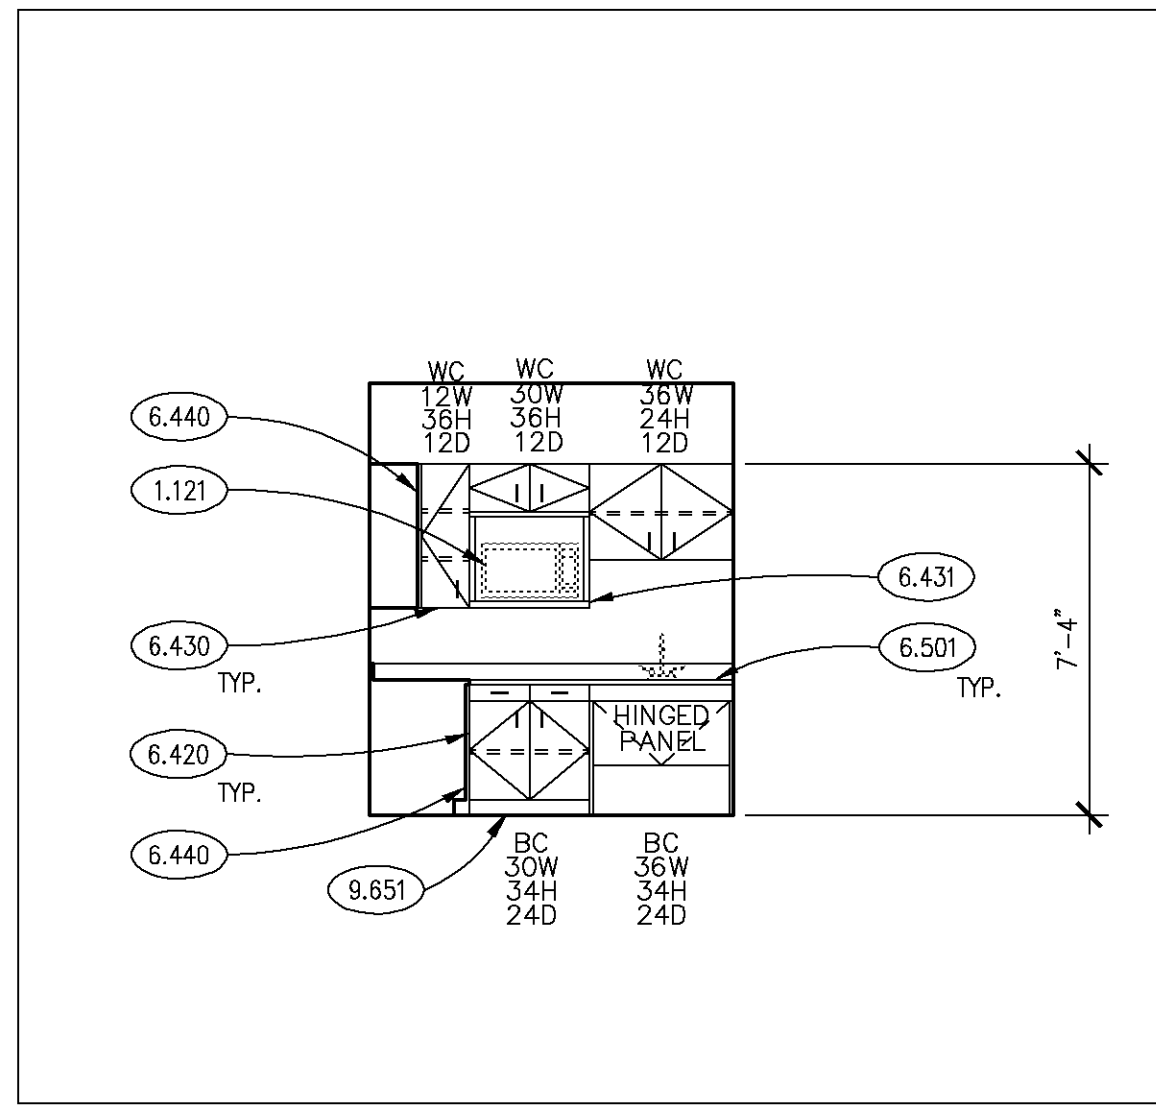 WC
12W
36H
12D
WC
30W
36H
12D
WC
36W
24H
12D
6.440
1.121
6.431
6.430
TYP.
6.501
TYP.
7'-4"
HINGED
PANEL
6.420
TYP.
6.440
9.651
BC
30W
34H
24D
BC
36W
34H
24D